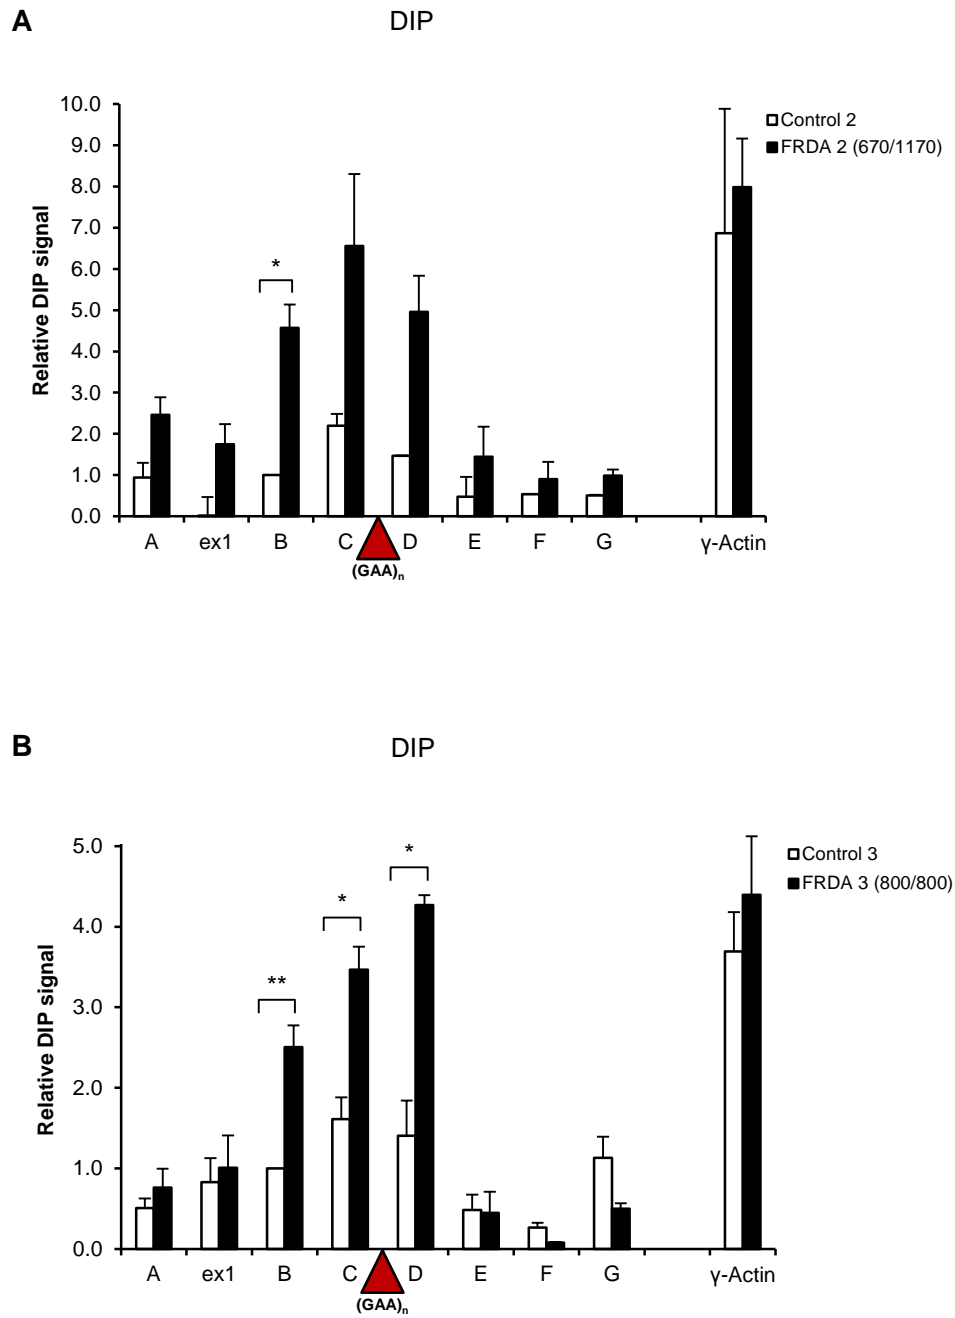 A
DIP
10.0
9.0
8.0
7.0
6.0
5.0
4.0
3.0
2.0
1.0
0.0
Relative DIP signal
*
Control 2
FRDA 2 (670/1170)
A ex1 B C D E F G γ-Actin
(GAA)n
B
DIP
5.0
4.0
3.0
2.0
1.0
0.0
Relative DIP signal
**
*
*
Control 3
FRDA 3 (800/800)
A ex1 B C D E F G γ-Actin
(GAA)n